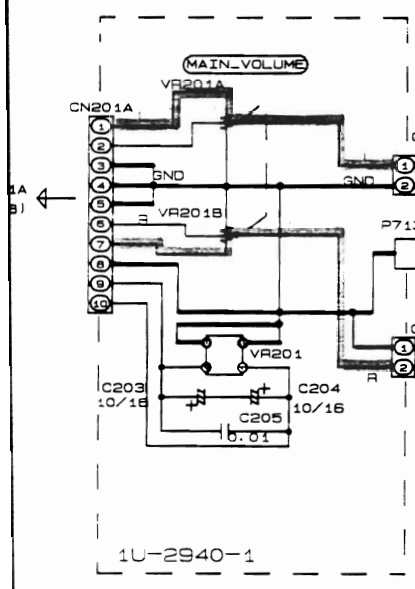 MAIN_VOLUME
VR201A
CN201A
1
2
3
GND
4
GND
1
2
5
VR201B
6
7
8
P713
9
10
VR201
1
2
R
C203
10/16
C204
10/16
C205
0.01
1U-2940-1